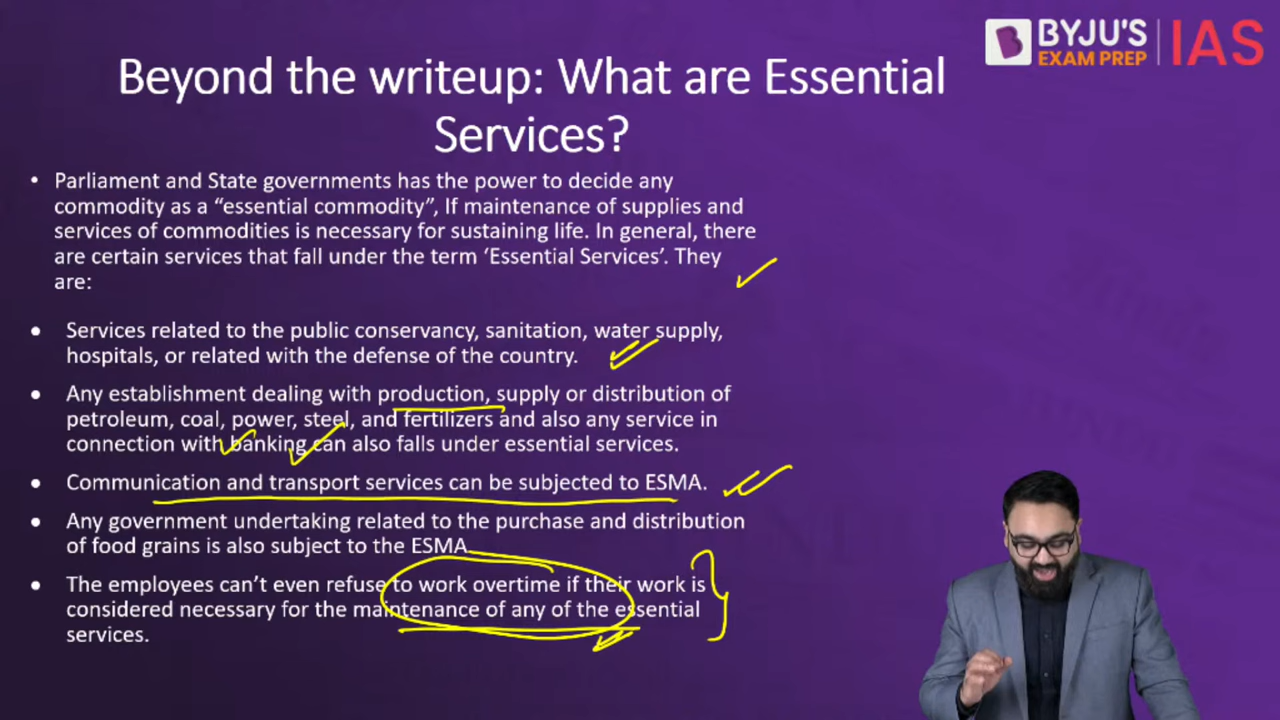 BYJU'S
EXAM PREP
IAS
Beyond the writeup: What are Essential
Services?
• Parliament and State governments has the power to decide any
commodity as a “essential commodity”, If maintenance of supplies and
services of commodities is necessary for sustaining life. In general, there
are certain services that fall under the term ‘Essential Services’. They
are:
● Services related to the public conservancy, sanitation, water supply,
hospitals, or related with the defense of the country.
● Any establishment dealing with production, supply or distribution of
petroleum, coal, power, steel, and fertilizers and also any service in
connection with banking can also falls under essential services.
● Communication and transport services can be subjected to ESMA.
● Any government undertaking related to the purchase and distribution
of food grains is also subject to the ESMA.
● The employees can’t even refuse to work overtime if their work is
considered necessary for the maintenance of any of the essential
services.